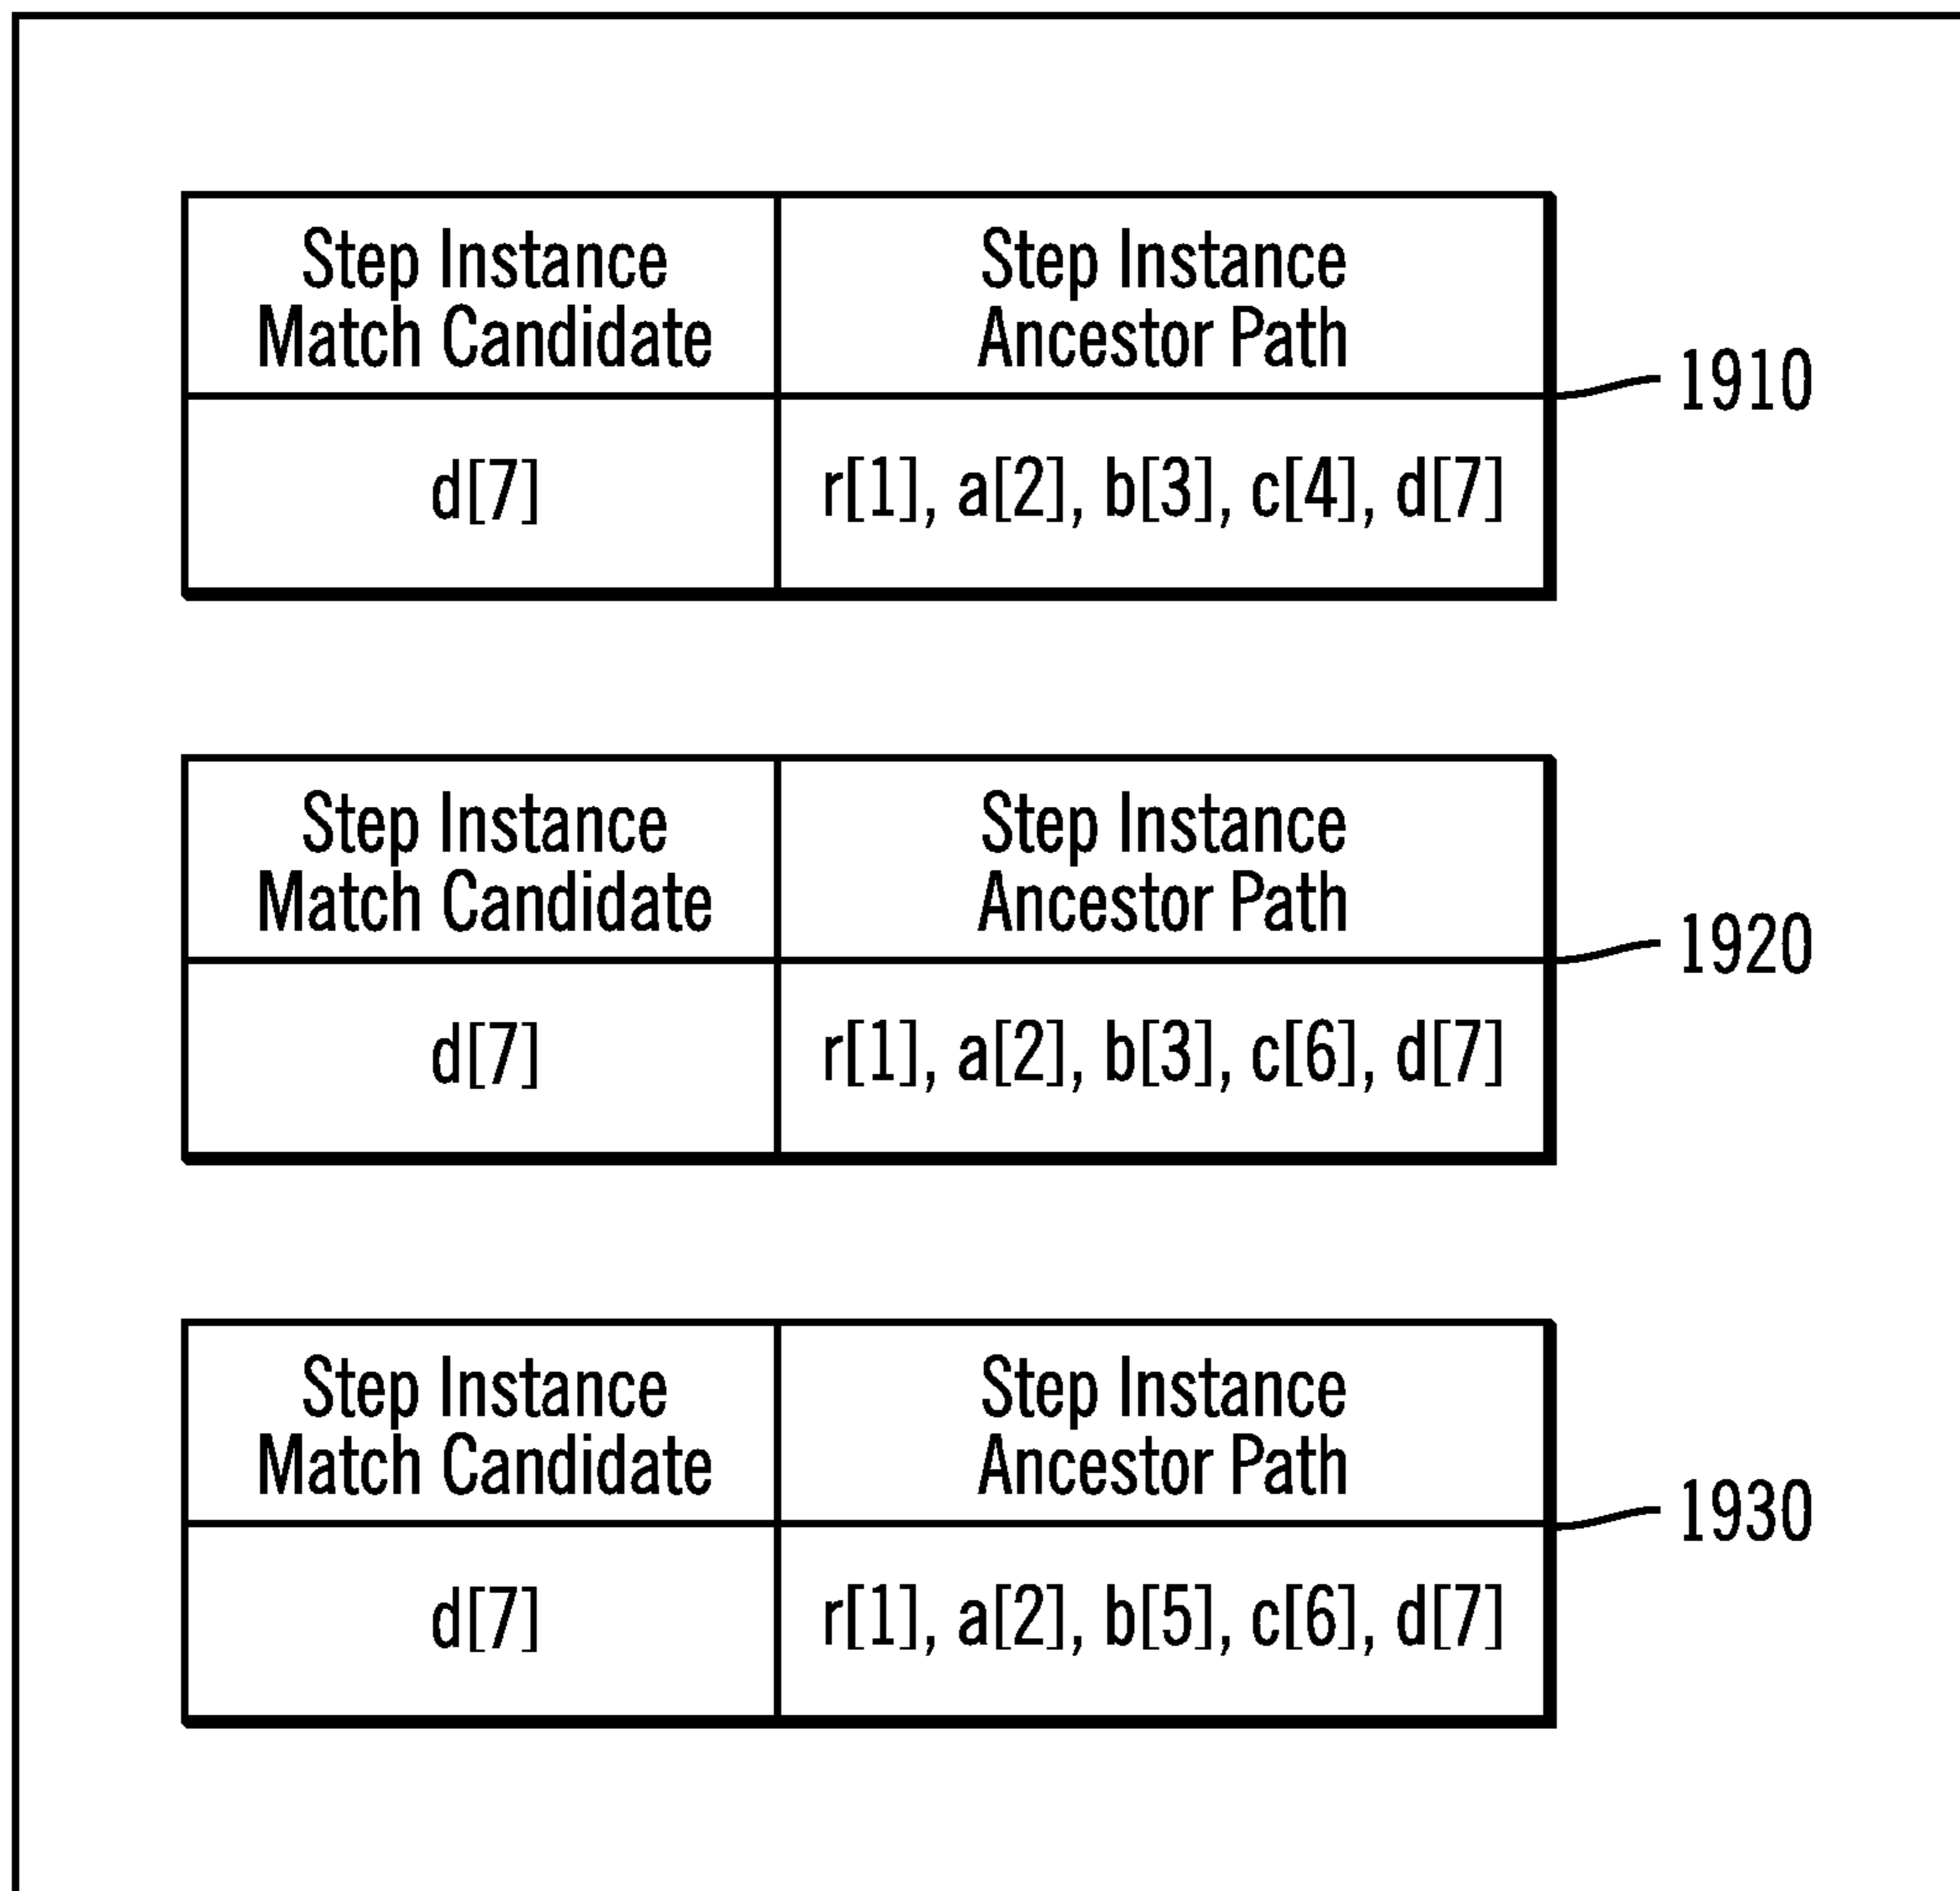 Step Instance
Match Candidate
Step Instance
Ancestor Path
1910
d[7]
r[1], a[2], b[3], c[4], d[7]
Step Instance
Match Candidate
Step Instance
Ancestor Path
1920
d[7]
r[1], a[2], b[3], c[6], d[7]
Step Instance
Match Candidate
Step Instance
Ancestor Path
1930
d[7]
r[1], a[2], b[5], c[6], d[7]